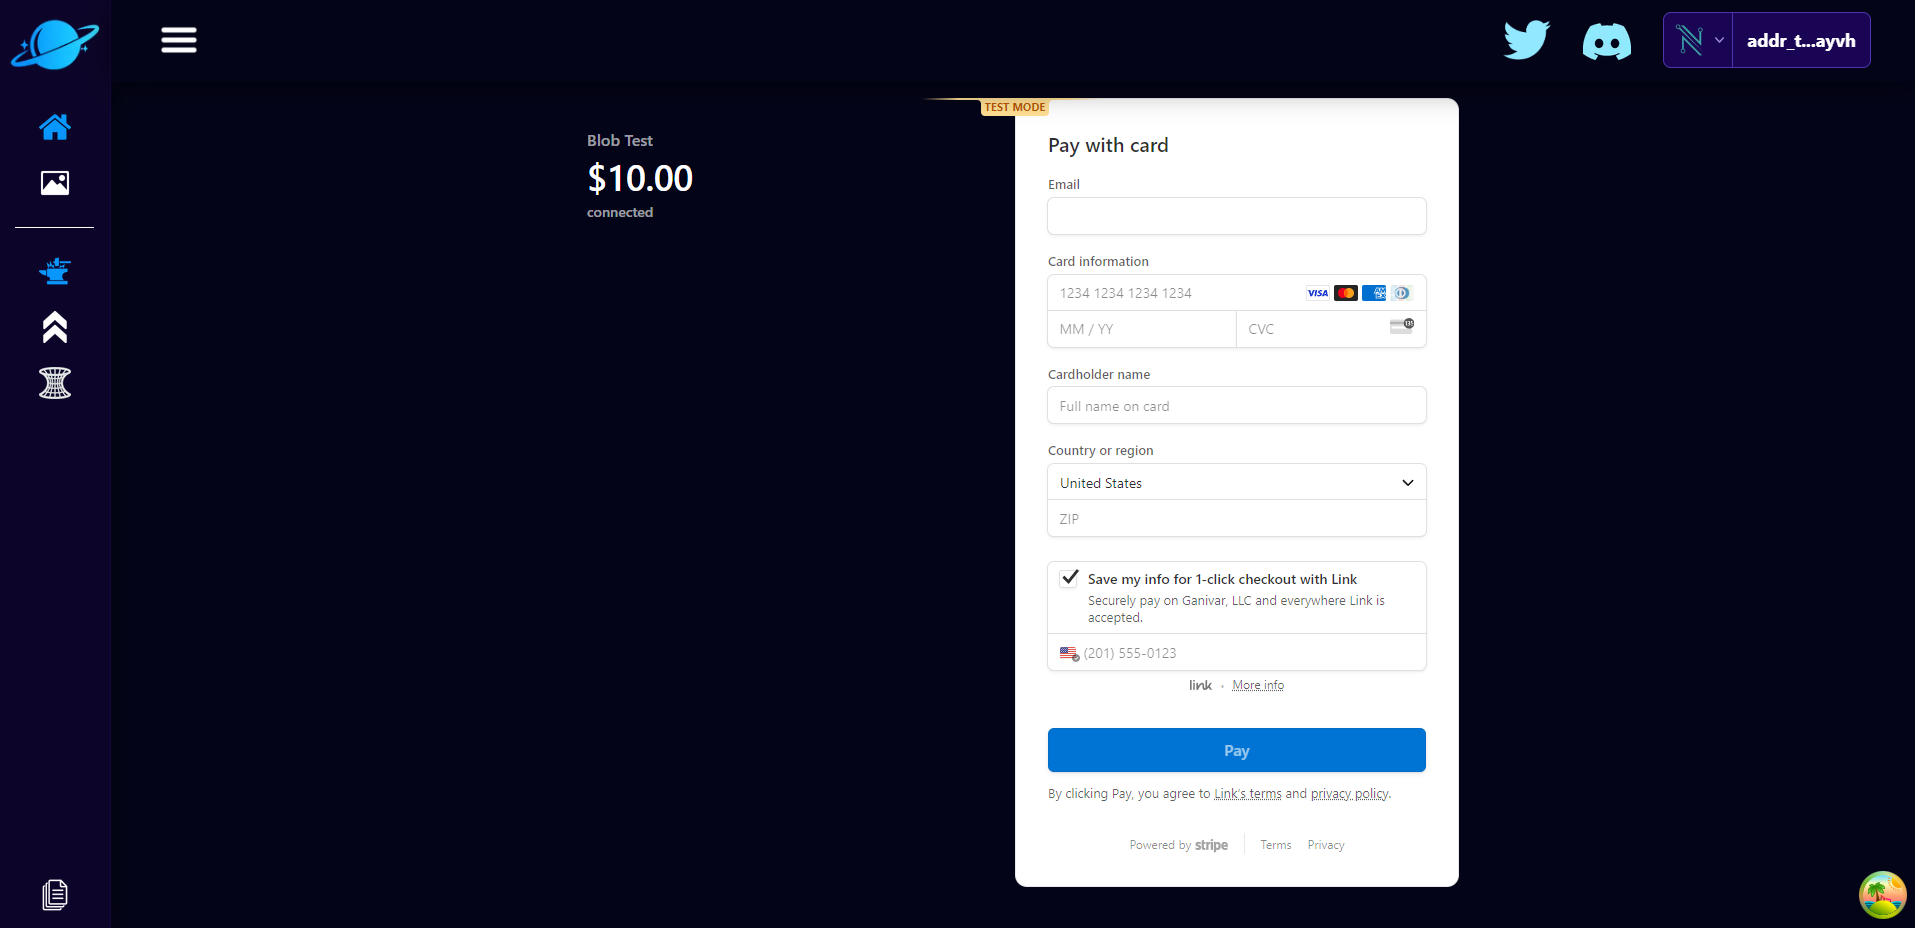 addr_t...ayvh
TEST MODE
Blob Test
$10.00
connected
Pay with card
Email
Card information
1234 1234 1234 1234
VISA
AM
EX
MM / YY
CVC
135
Cardholder name
Full name on card
Country or region
United States
ZIP
Save my info for 1-click checkout with Link
Securely pay on Ganivar, LLC and everywhere Link is
accepted.
(201) 555-0123
link · More info
Pay
By clicking Pay, you agree to Link's terms and privacy policy.
Powered by stripe
Terms Privacy